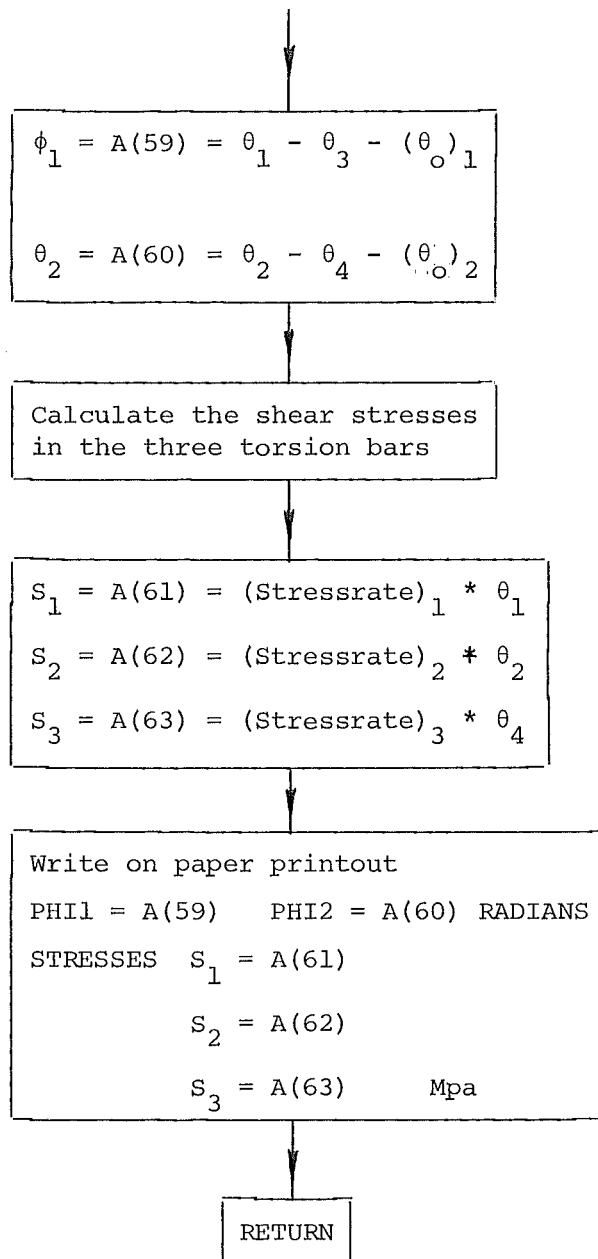 ϕ₁ = A(59) = θ₁ - θ₃ - (θₒ)₁
θ₂ = A(60) = θ₂ - θ₄ - (θₒ)₂
Calculate the shear stresses
in the three torsion bars
S₁ = A(61) = (Stressrate)₁ * θ₁
S₂ = A(62) = (Stressrate)₂ * θ₂
S₃ = A(63) = (Stressrate)₃ * θ₄
Write on paper printout
PHI1 = A(59) PHI2 = A(60) RADIANS
STRESSES S₁ = A(61)
S₂ = A(62)
S₃ = A(63) Mpa
RETURN